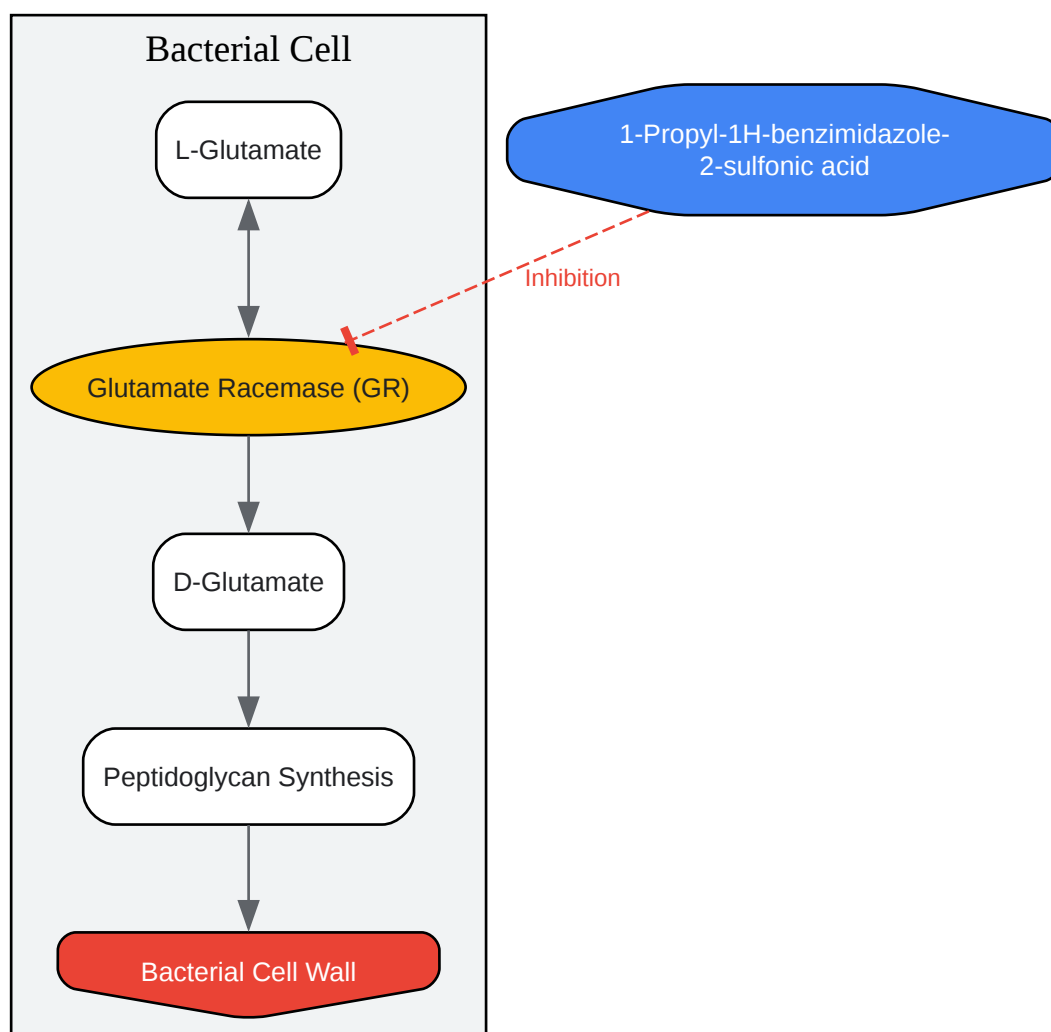 Bacterial Cell
L-Glutamate
1-Propyl-1H-benzimidazole-
2-sulfonic acid
Inhibition
Glutamate Racemase (GR)
D-Glutamate
Peptidoglycan Synthesis
Bacterial Cell Wall